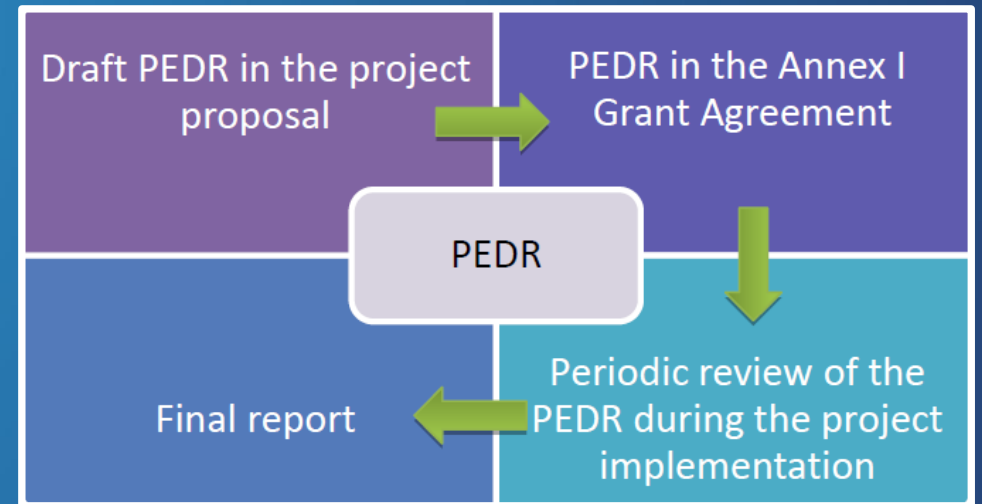 Draft PEDR in the project
proposal
PEDR in the Annex I
Grant Agreement
PEDR
Periodic review of the
PEDR during the project
implementation
Final report